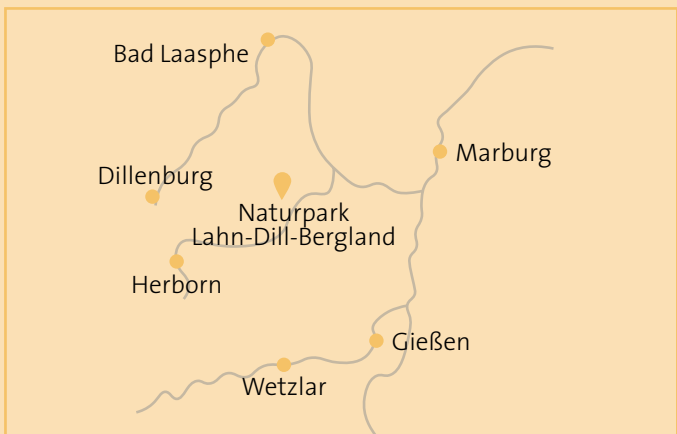 Bad Laasphe
Marburg
Dillenburg
Naturpark
Lahn-Dill-Bergland
Herborn
Gießen
Wetzlar